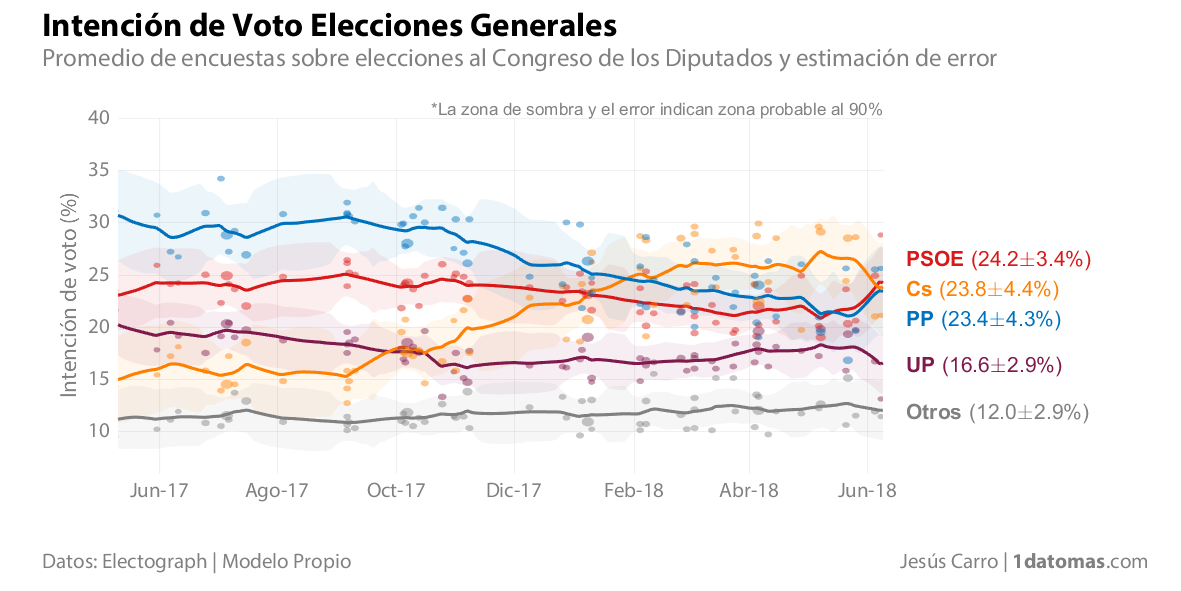 Intención de Voto Elecciones Generales
Promedio de encuestas sobre elecciones al Congreso de los Diputados y estimación de error
*La zona de sombra y el error indican zona probable al 90%
Intención de voto (%)
40
35
30
25
20
15
10
Jun-17 Ago-17 Oct-17 Dic-17 Feb-18 Abr-18 Jun-18
PSOE (24.2±3.4%)
Cs (23.8±4.4%)
PP (23.4±4.3%)
UP (16.6±2.9%)
Otros (12.0±2.9%)
Datos: Electograph | Modelo Propio
Jesús Carro | 1datomas.com